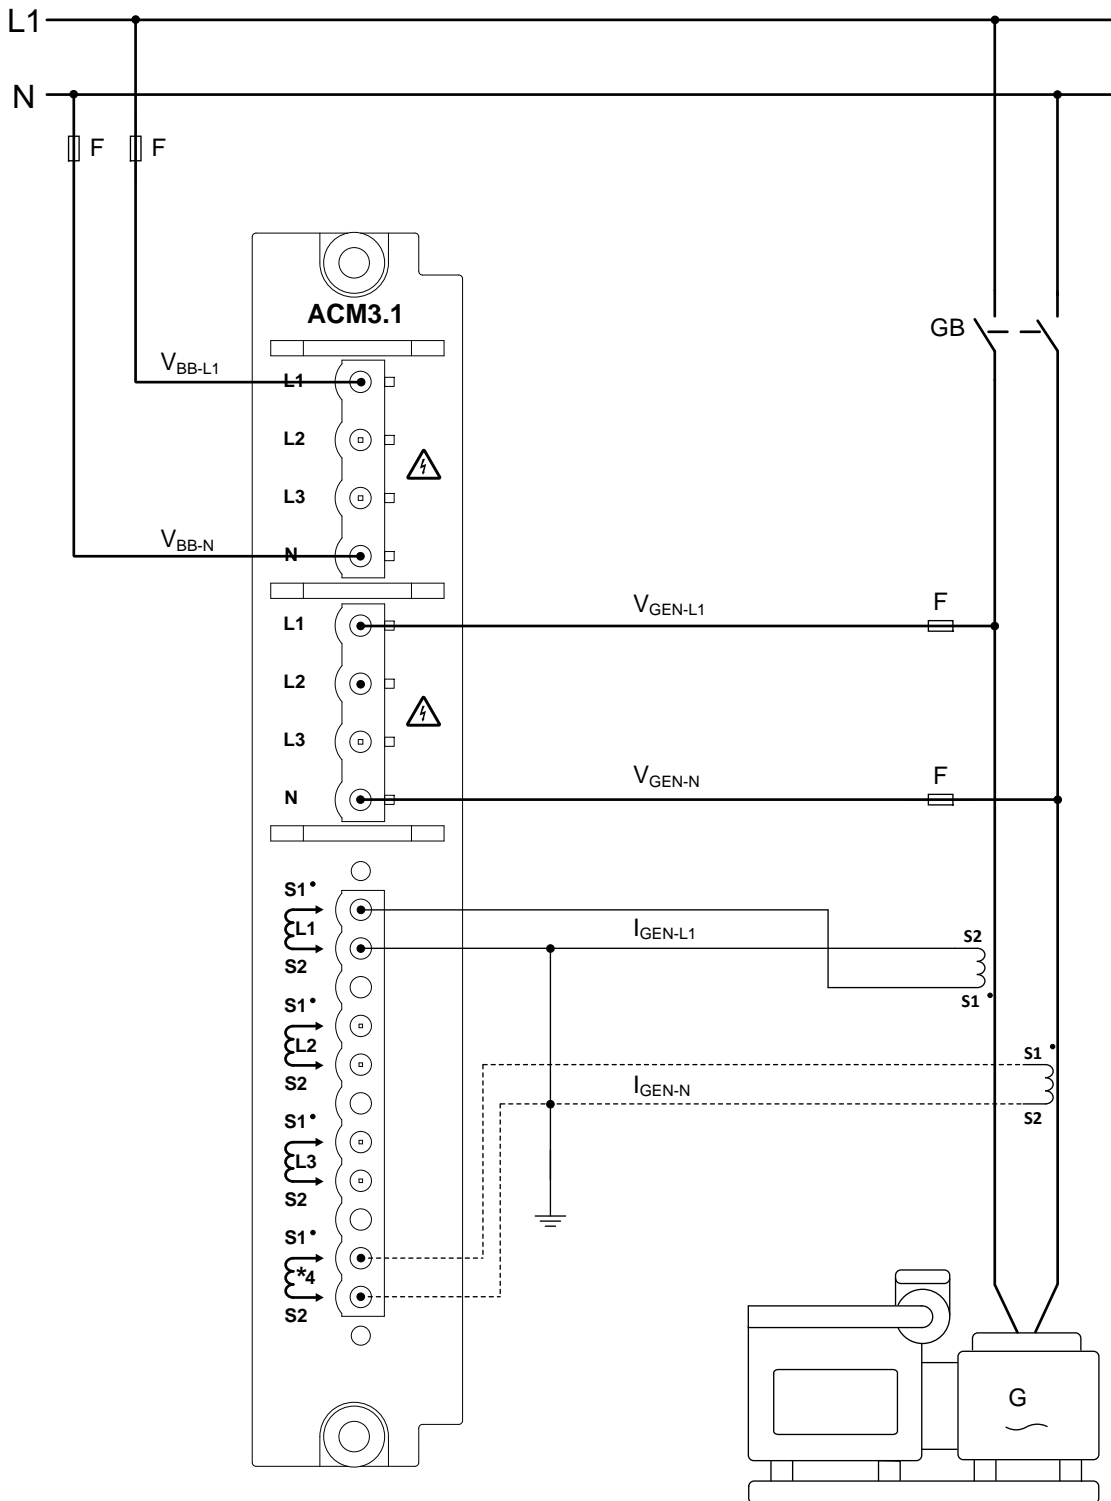 L1
N
F
F
ACM3.1
GB
V_BB-L1
L1
L2
L3
V_BB-N
N
L1
V_GEN-L1
F
L2
L3
N
V_GEN-N
F
S1•
L1
S2
I_GEN-L1
S2
S1•
S1•
L2
S2
I_GEN-N
S1•
S2
S1•
L3
S2
S1•
*4
S2
G